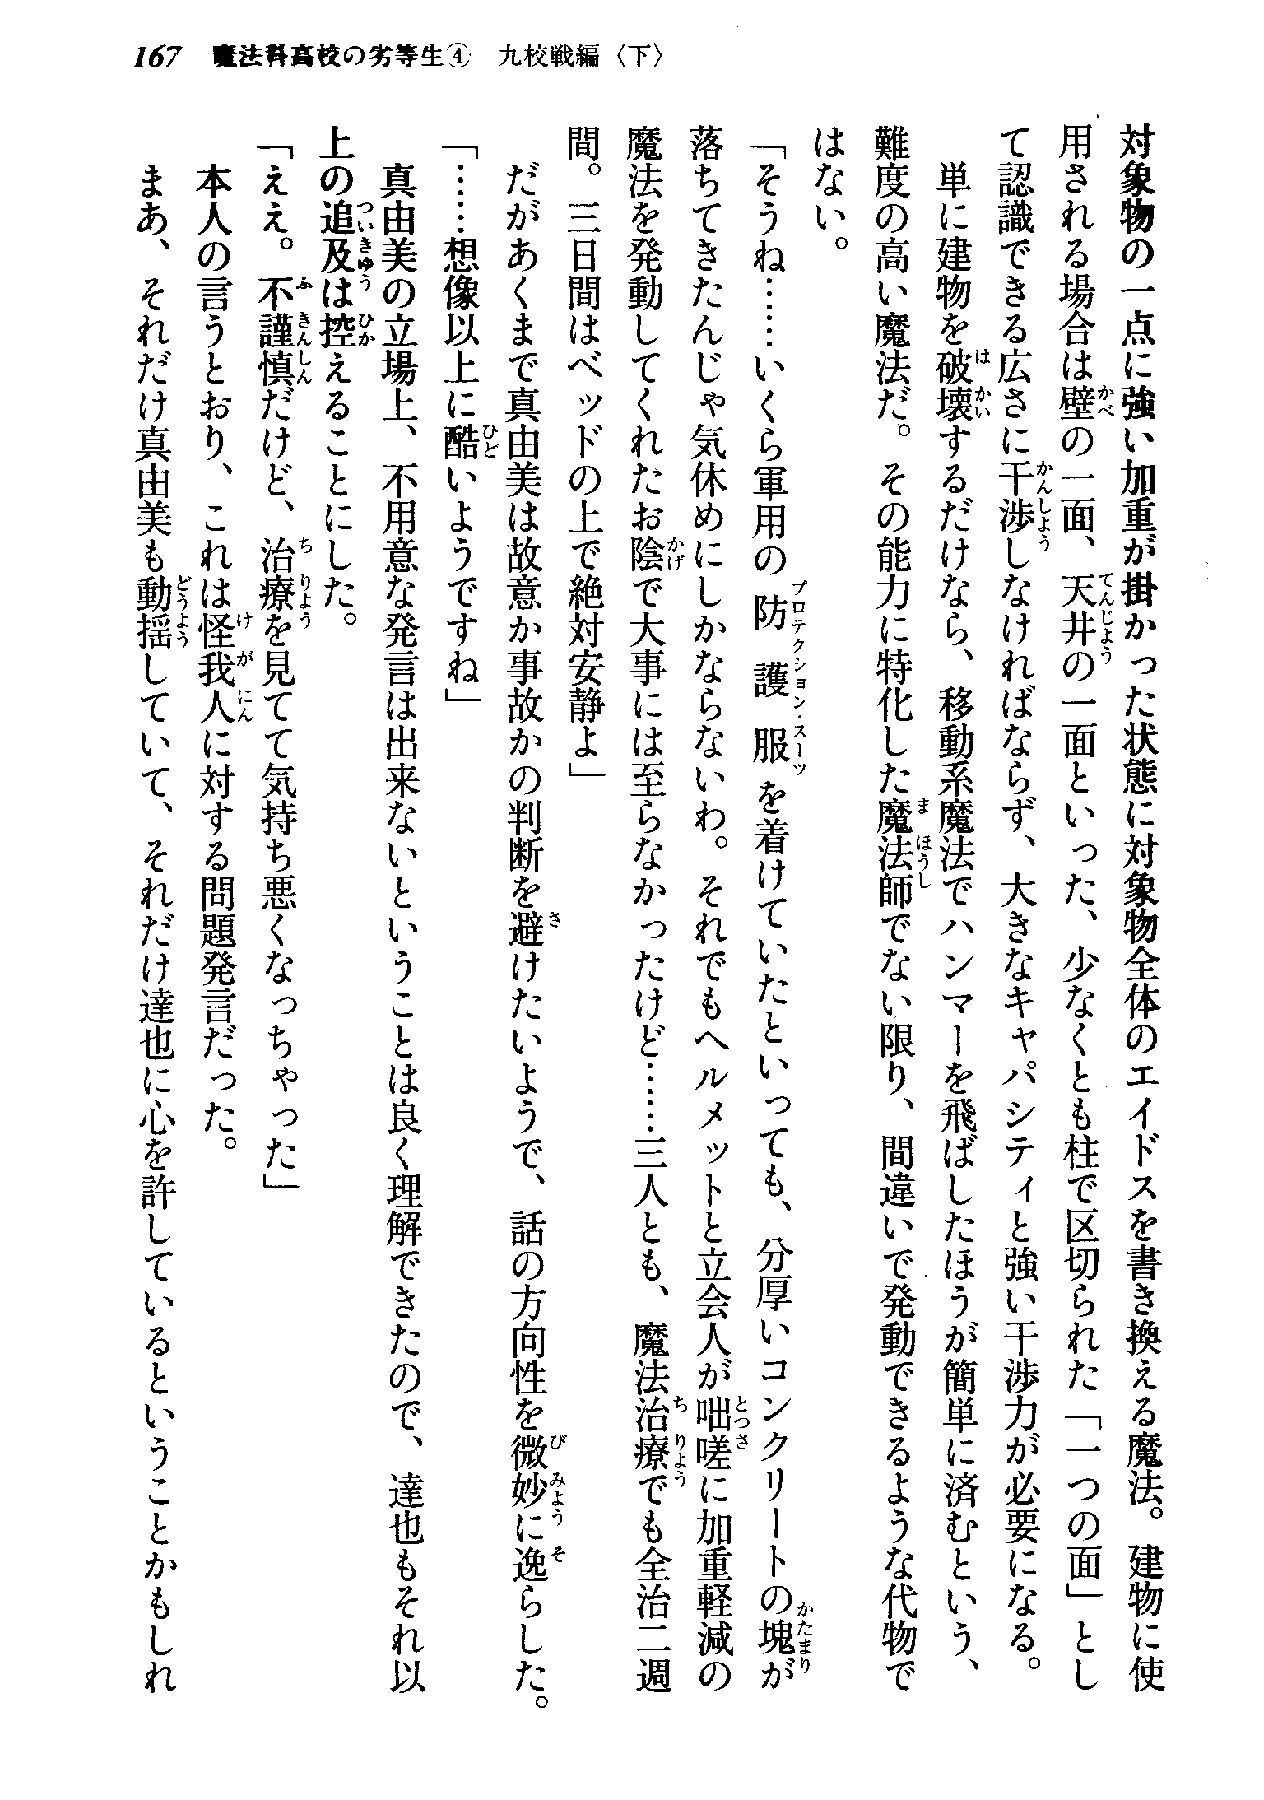 167 魔法科高校の劣等生④ 九校戦編〈下〉
対象物の一点に強い加重が掛かった状態に対象物全体のエイドスを書き換える魔法。建物に使
用される場合は壁の一面、天井の一面といった、少なくとも柱で区切られた「一つの面」とし
て認識できる広さに干渉しなければならず、大きなキャパシティと強い干渉力が必要になる。
単に建物を破壊するだけなら、移動系魔法でハンマーを飛ばしたほうが簡単に済むという、
難度の高い魔法だ。その能力に特化した魔法師でない限り、間違いで発動できるような代物で
はない。
「そうね……いくら軍用の防護服を着けていたといっても、分厚いコンクリートの塊が
落ちてきたんじゃ気休めにしかならないわ。それでもヘルメットと立会人が咄嗟に加重軽減の
魔法を発動してくれたお陰で大事には至らなかったけど……三人とも、魔法治療でも全治二週
間。三日間はベッドの上で絶対安静よ」
だがあくまで真由美は故意か事故かの判断を避けたいようで、話の方向性を微妙に逸らした。
「……想像以上に酷いようですね」
真由美の立場上、不用意な発言は出来ないということは良く理解できたので、達也もそれ以
上の追及は控えることにした。
「ええ。不謹慎だけど、治療を見てて気持ち悪くなっちゃった」
本人の言うとおり、これは怪我人に対する問題発言だった。
まあ、それだけ真由美も動揺していて、それだけ達也に心を許しているということかもしれ